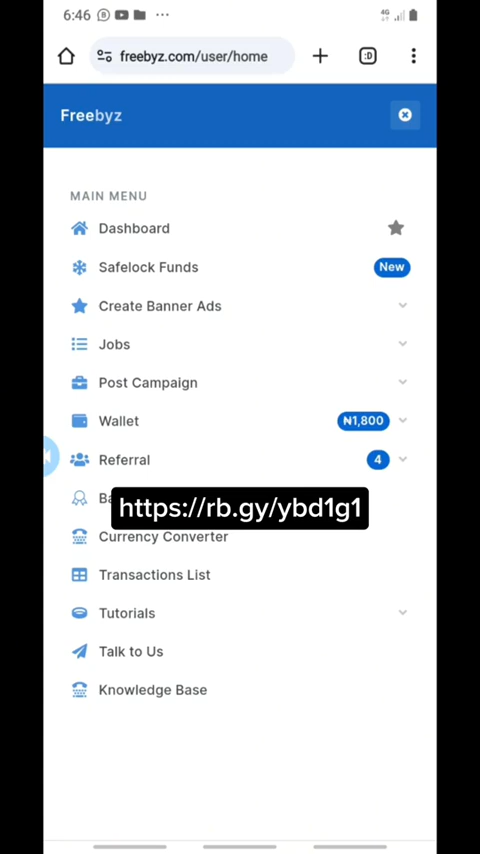 6:46
4G
freebyz.com/user/home
:D
Freebyz
MAIN MENU
Dashboard
Safelock Funds New
Create Banner Ads
Jobs
Post Campaign
Wallet ₦1,800
Referral 4
https://rb.gy/ybd1g1
Currency Converter
Transactions List
Tutorials
Talk to Us
Knowledge Base